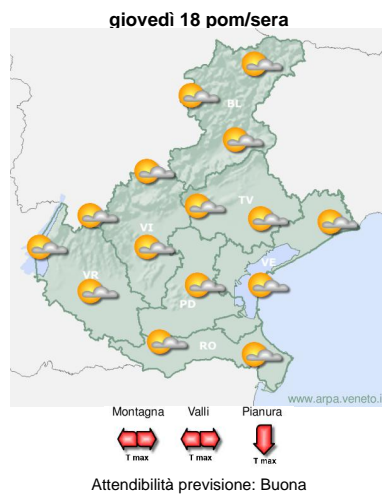 giovedì 18 pom/sera
BL
TV
VI
VE
VR
PD
RO
www.arpa.veneto.i
Montagna Valli Pianura
T max T max T max
Attendibilità previsione: Buona